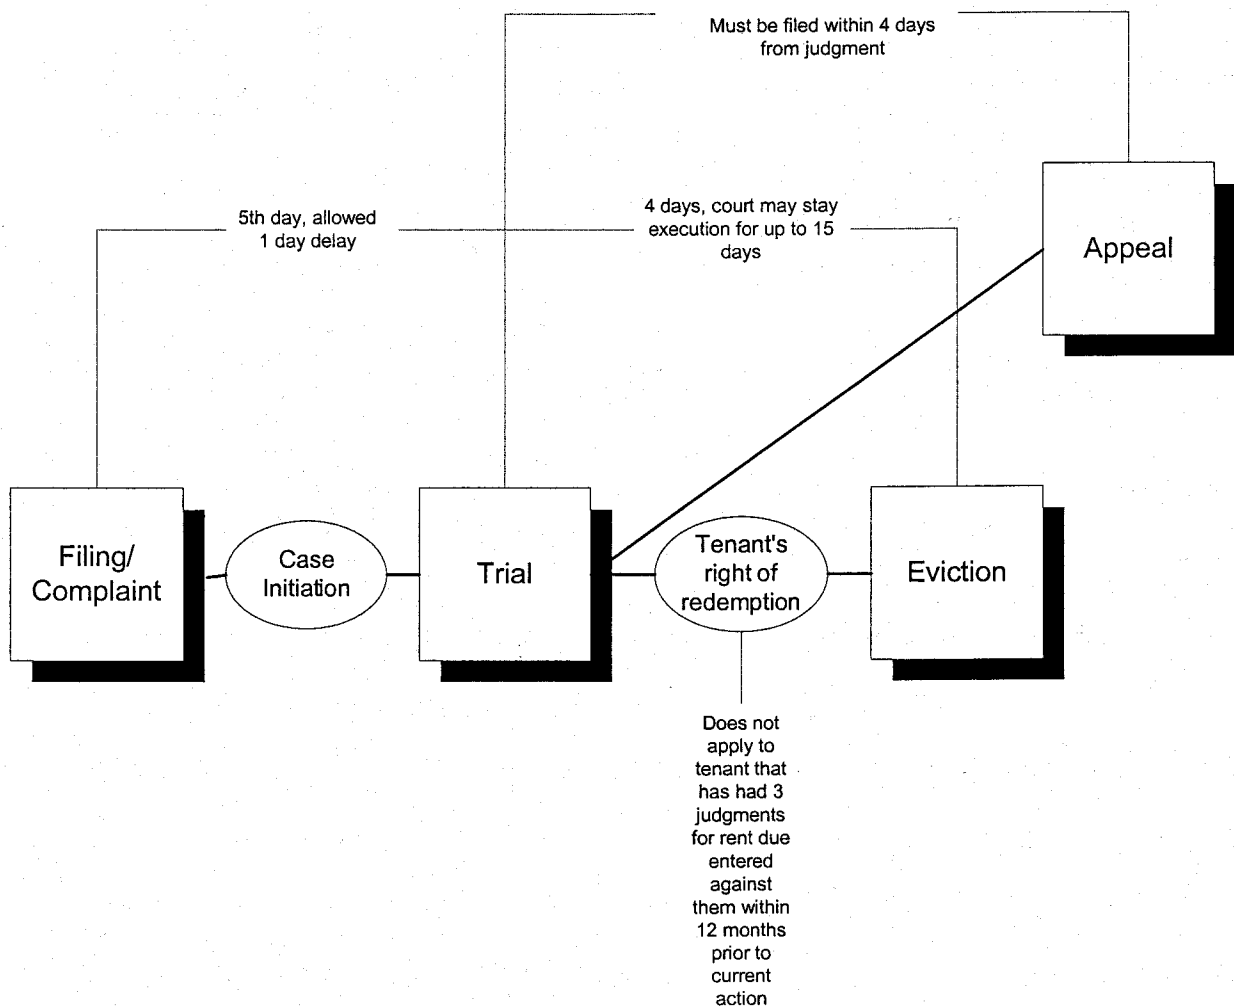 Must be filed within 4 days
from judgment
5th day, allowed
1 day delay
4 days, court may stay
execution for up to 15
days
Appeal
Filing/
Complaint
Case
Initiation
Trial
Tenant's
right of
redemption
Eviction
Does not
apply to
tenant that
has had 3
judgments
for rent due
entered
against
them within
12 months
prior to
current
action